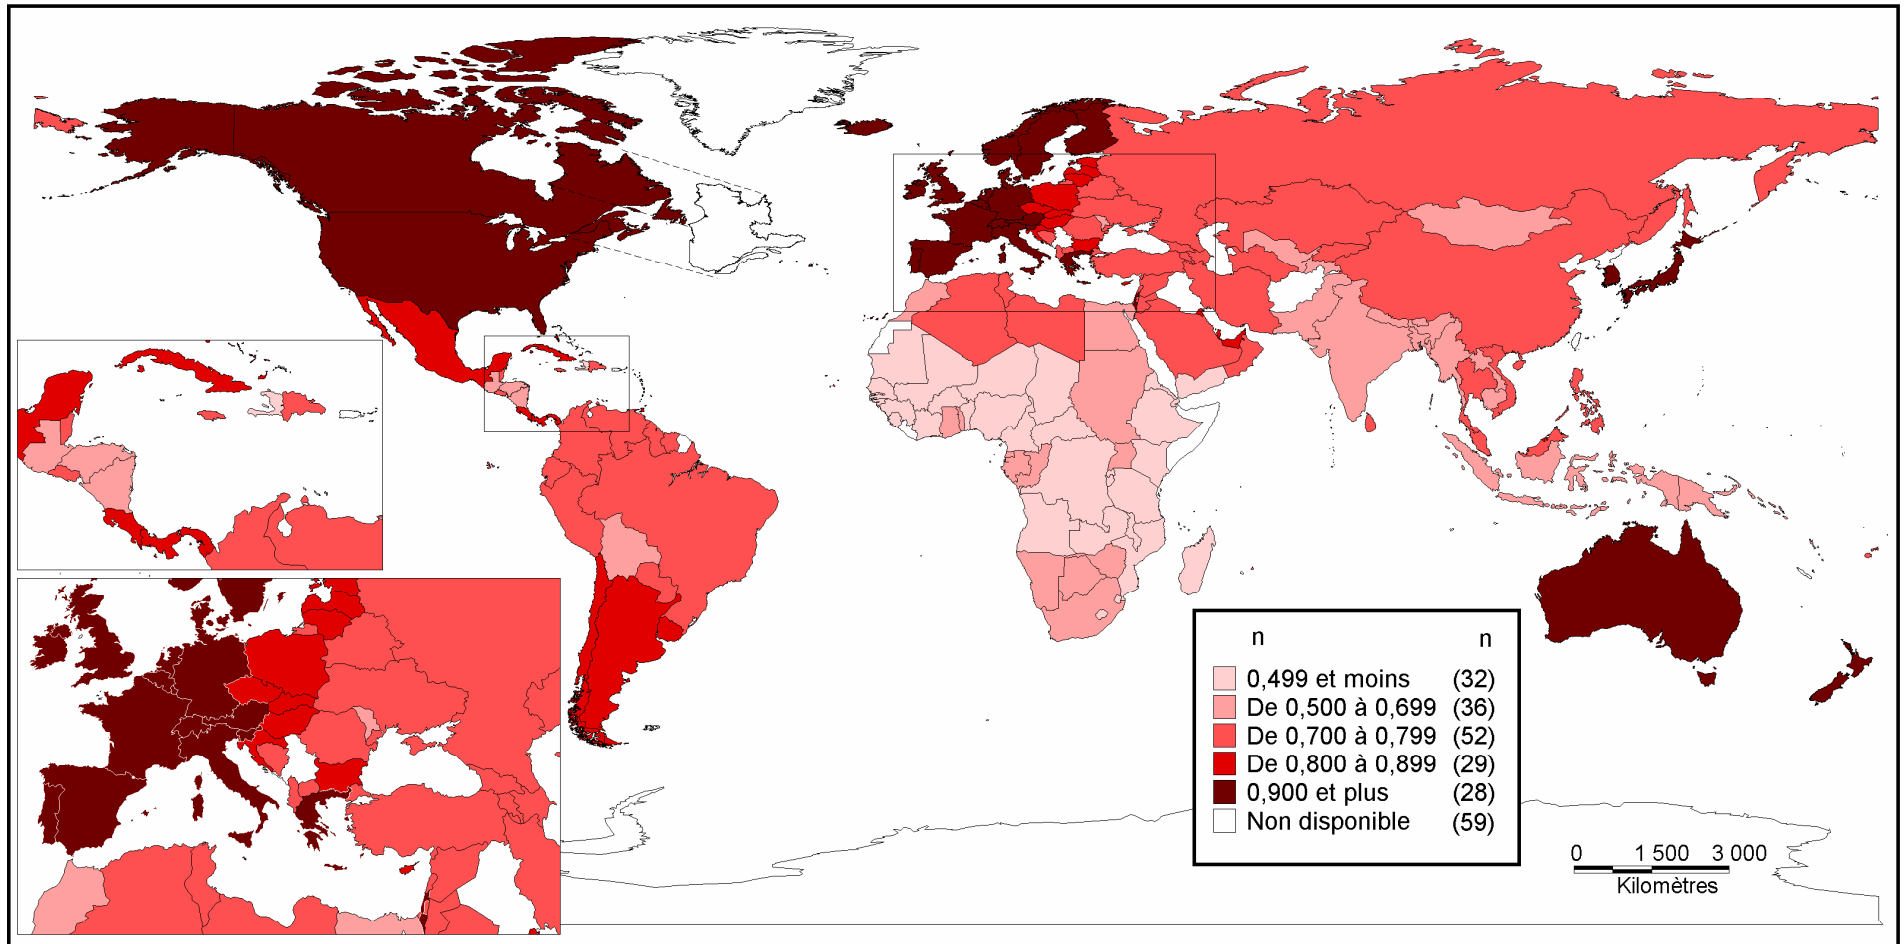 n n
0,499 et moins (32)
De 0,500 à 0,699 (36)
De 0,700 à 0,799 (52)
De 0,800 à 0,899 (29)
0,900 et plus (28)
Non disponible (59)
0 1 500 3 000
Kilomètres